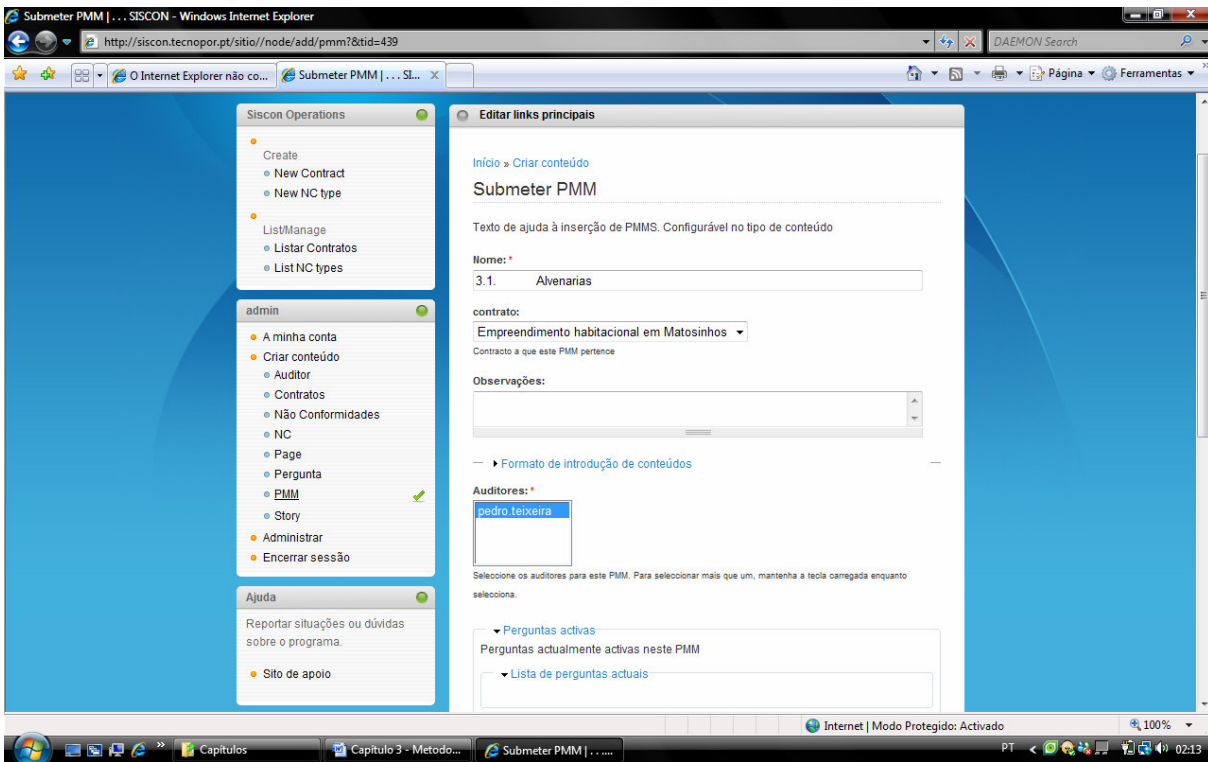 Submeter PMM | . . . SISCON - Windows Internet Explorer
http://siscon.tecnopor.pt/sitio//node/add/pmm?&tid=439
DAEMON Search
O Internet Explorer não co...
Submeter PMM | . . . SI...
Página
Ferramentas
Siscon Operations
Create
New Contract
New NC type
List/Manage
Listar Contratos
List NC types
admin
A minha conta
Criar conteúdo
Auditor
Contratos
Não Conformidades
NC
Page
Pergunta
PMM
Story
Administrar
Encerrar sessão
Ajuda
Reportar situações ou dúvidas
sobre o programa.
Sito de apoio
Editar links principais
Início » Criar conteúdo
Submeter PMM
Texto de ajuda à inserção de PMMS. Configurável no tipo de conteúdo
Nome: *
3.1. Alvenarias
contrato:
Empreendimento habitacional em Matosinhos
Contracto a que este PMM pertence
Observações:
Formato de introdução de conteúdos
Auditores: *
pedro.teixeira
Seleccione os auditores para este PMM. Para seleccionar mais que um, mantenha a tecla carregada enquanto
selecciona.
Perguntas activas
Perguntas actualmente activas neste PMM
Lista de perguntas actuais
Internet | Modo Protegido: Activado
100%
Capítulos
Capítulo 3 - Metodo...
Submeter PMM | . . ....
PT
02:13